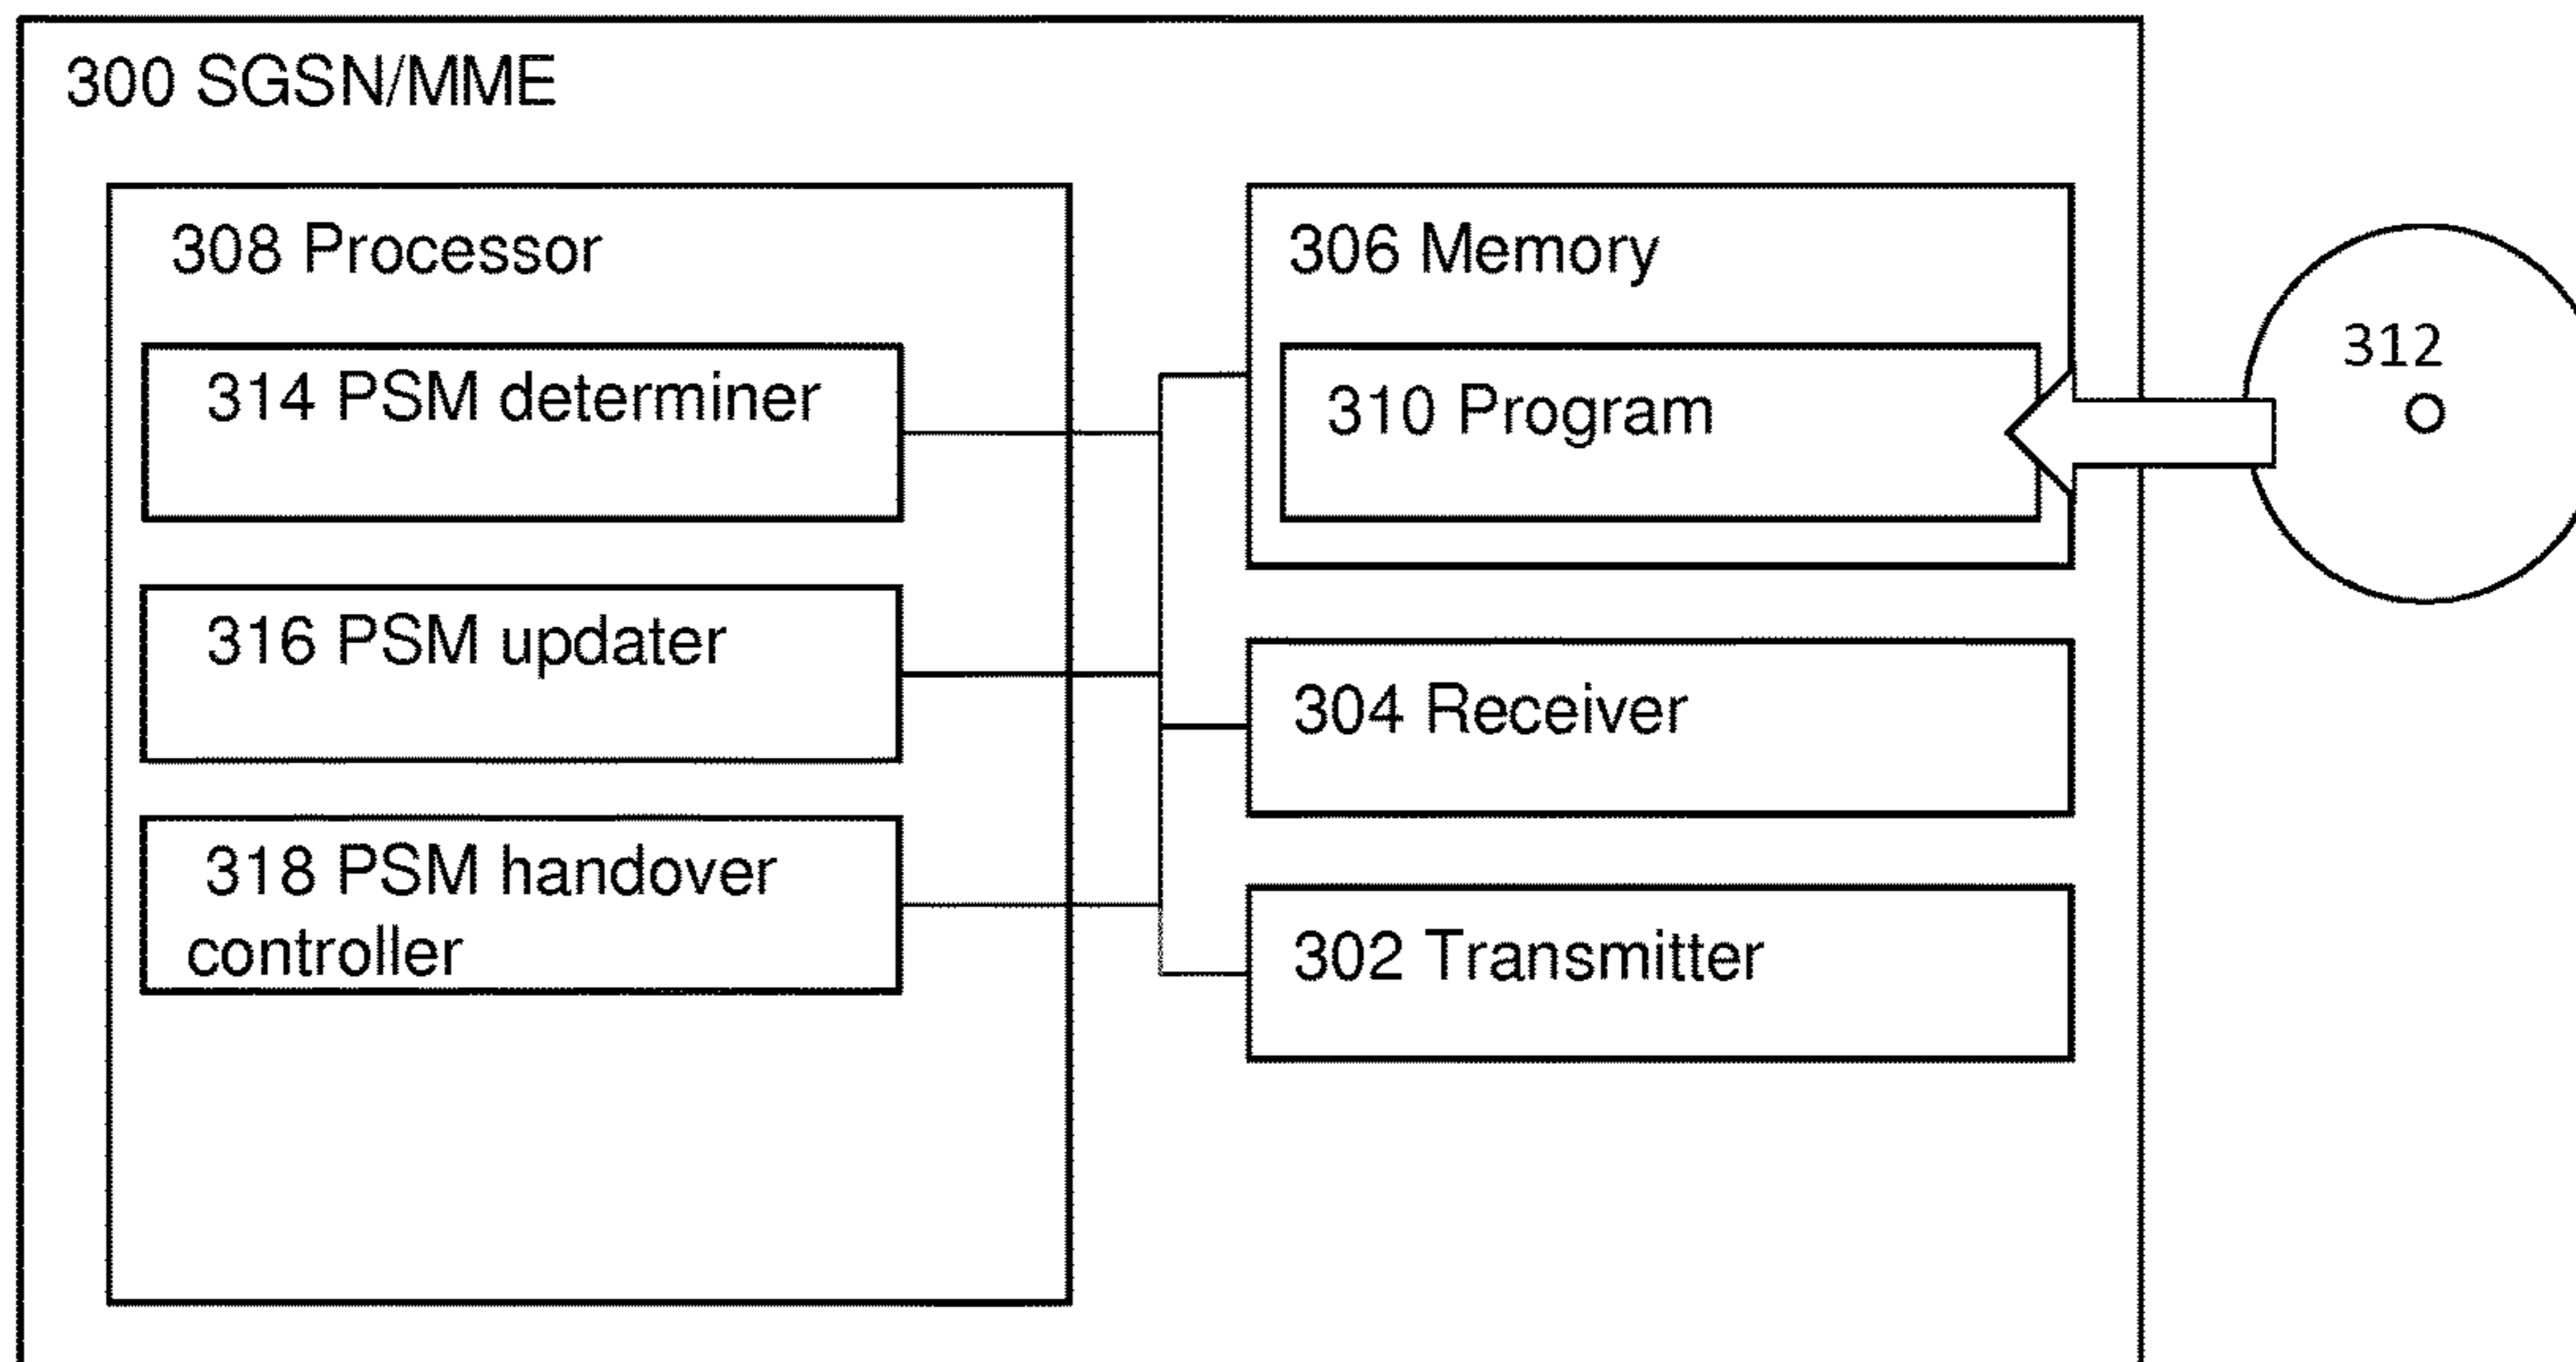 300 SGSN/MME
308 Processor
314 PSM determiner
316 PSM updater
318 PSM handover
controller
306 Memory
310 Program
304 Receiver
302 Transmitter
312